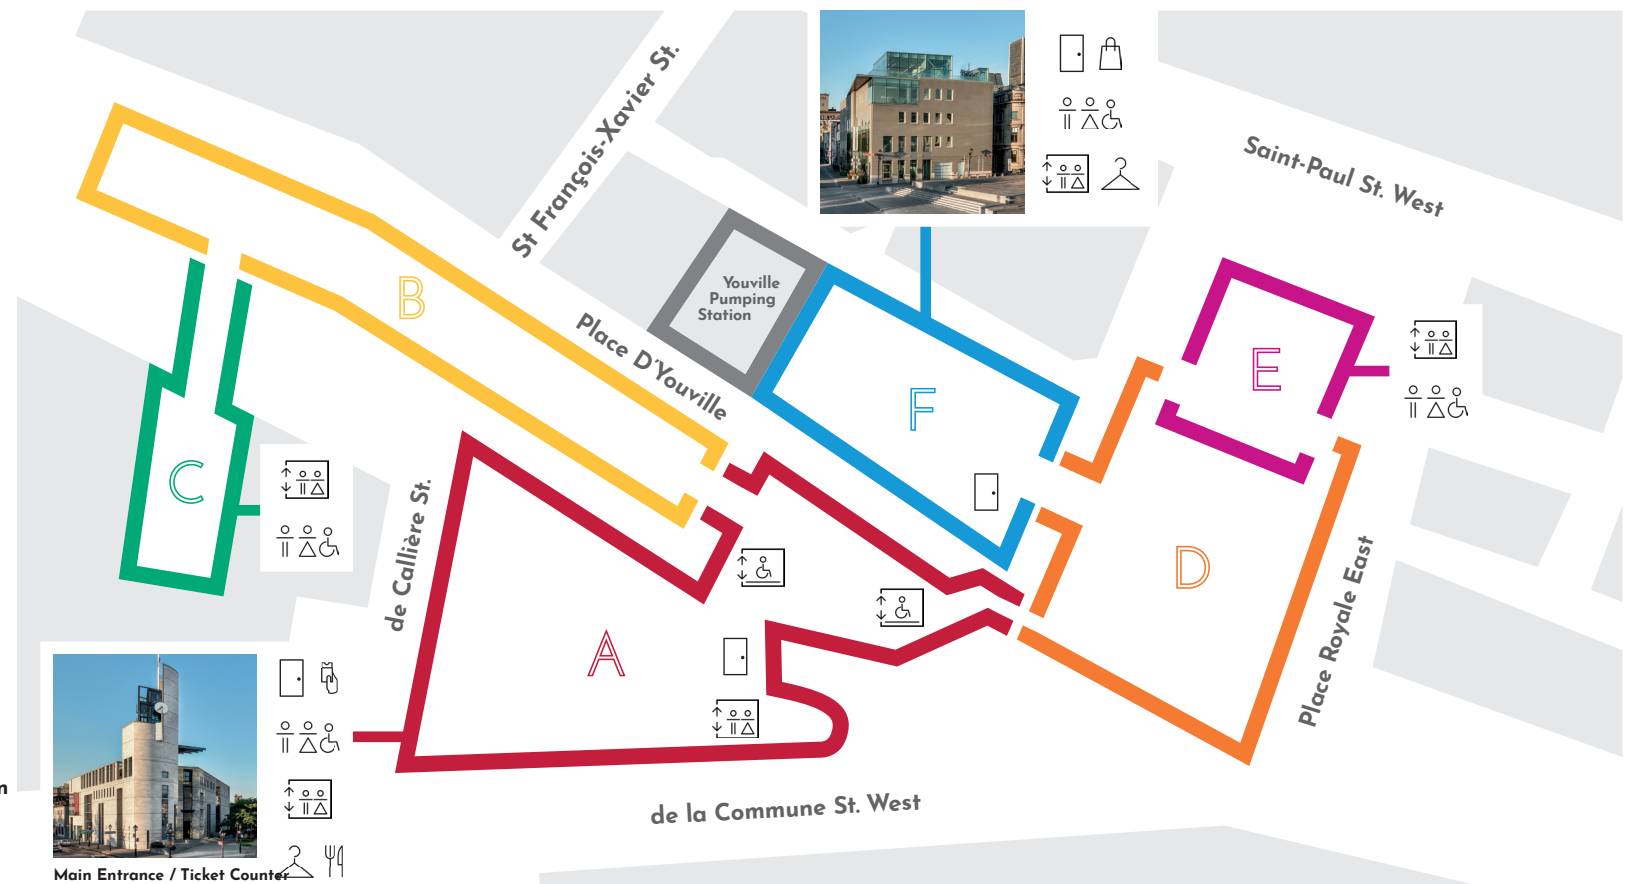 St François-Xavier St.
Saint-Paul St. West
Youville
Pumping
Station
B
Place D'Youville
E
F
C
de Callière St.
D
A
Place Royale East
n
de la Commune St. West
Main Entrance / Ticket Counter